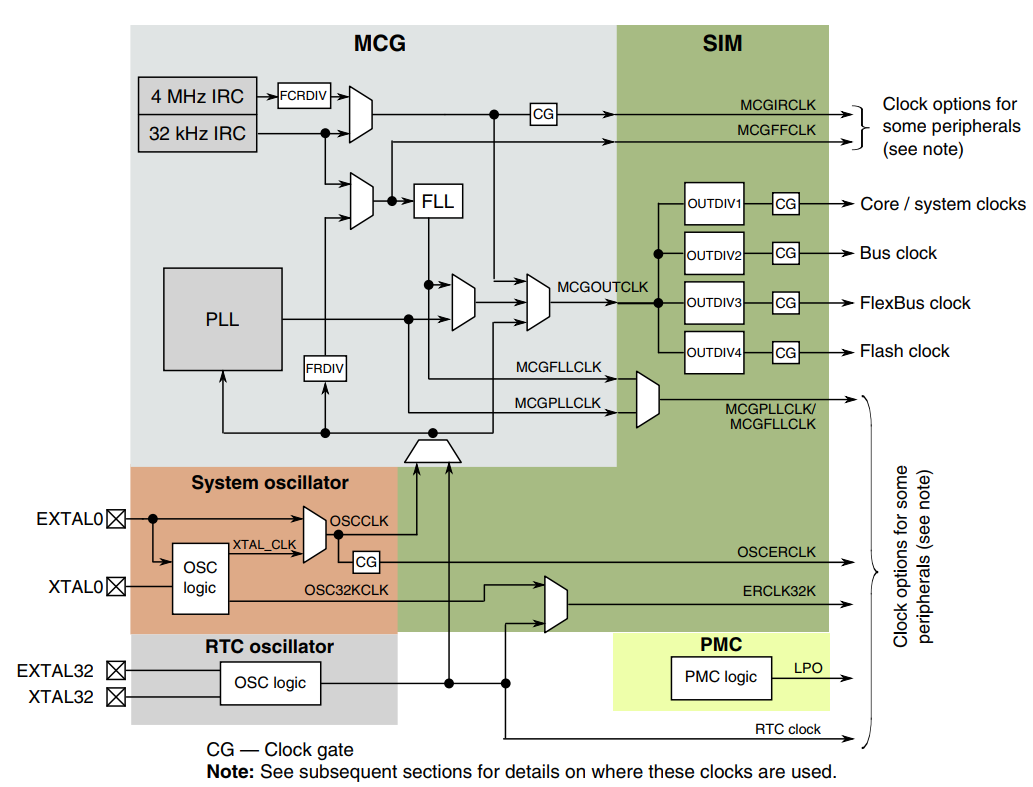 MCG
SIM
4 MHz IRC
FCRDIV
32 kHz IRC
CG
MCGIRCLK
MCGFFCLK
Clock options for
some peripherals
(see note)
FLL
OUTDIV1
CG
Core / system clocks
OUTDIV2
CG
Bus clock
MCGOUTCLK
OUTDIV3
CG
FlexBus clock
PLL
OUTDIV4
CG
Flash clock
FRDIV
MCGFLLCLK
MCGPLLCLK
MCGPLLCLK/
MCGFLLCLK
System oscillator
EXTAL0
OSCCLK
XTAL_CLK
OSC
logic
CG
OSCERCLK
XTAL0
OSC32KCLK
ERCLK32K
Clock options for some
peripherals (see note)
RTC oscillator
PMC
EXTAL32
XTAL32
OSC logic
PMC logic
LPO
RTC clock
CG — Clock gate
Note: See subsequent sections for details on where these clocks are used.